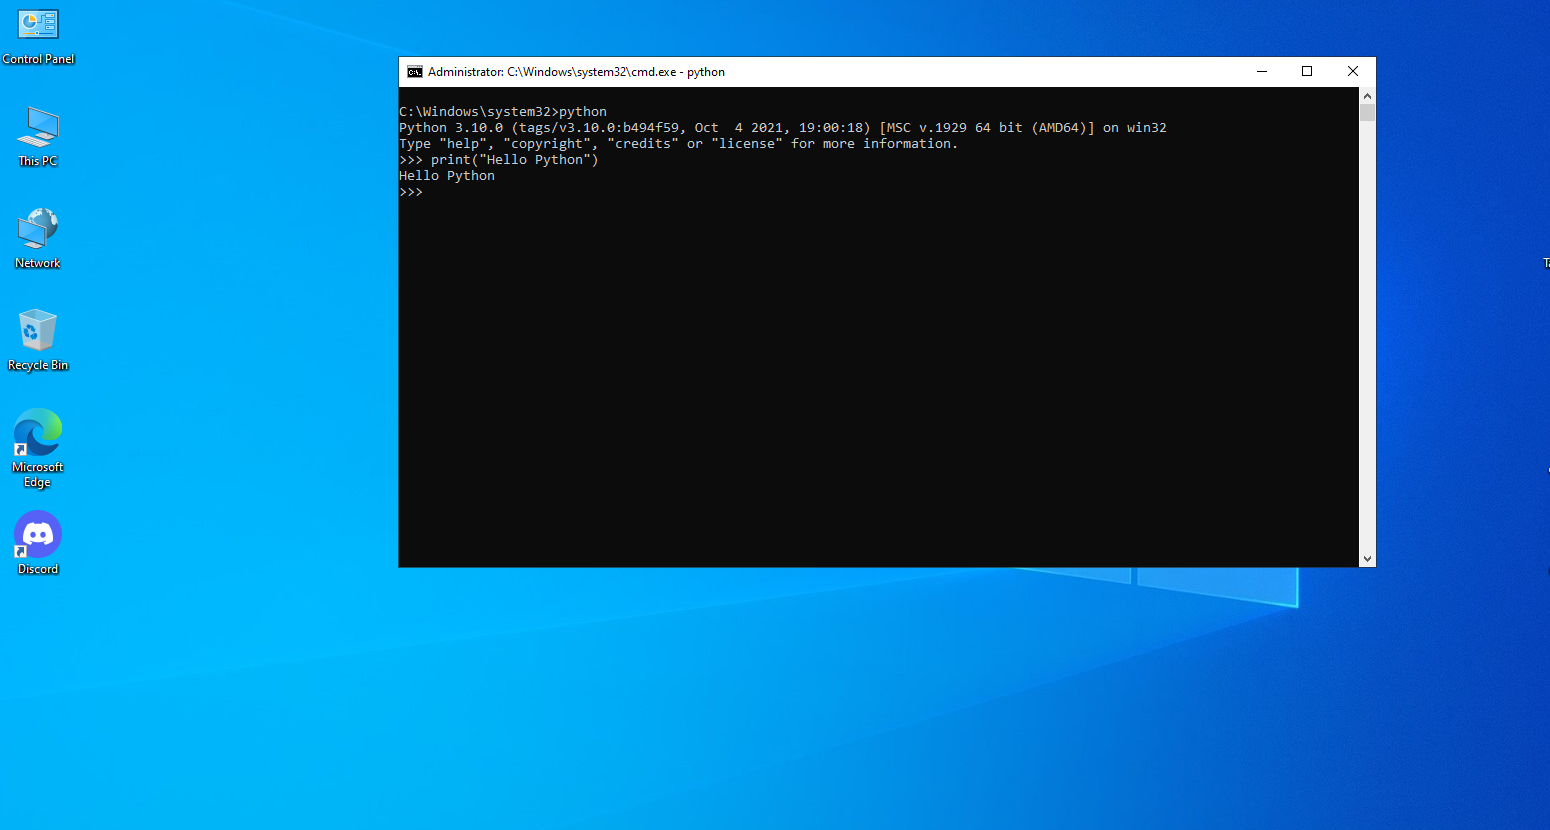 Control Panel
This PC
Network
Recycle Bin
Microsoft
Edge
Discord
Administrator: C:\Windows\system32\cmd.exe - python
C:\Windows\system32>python
Python 3.10.0 (tags/v3.10.0:b494f59, Oct  4 2021, 19:00:18) [MSC v.1929 64 bit (AMD64)] on win32
Type "help", "copyright", "credits" or "license" for more information.
>>> print("Hello Python")
Hello Python
>>>